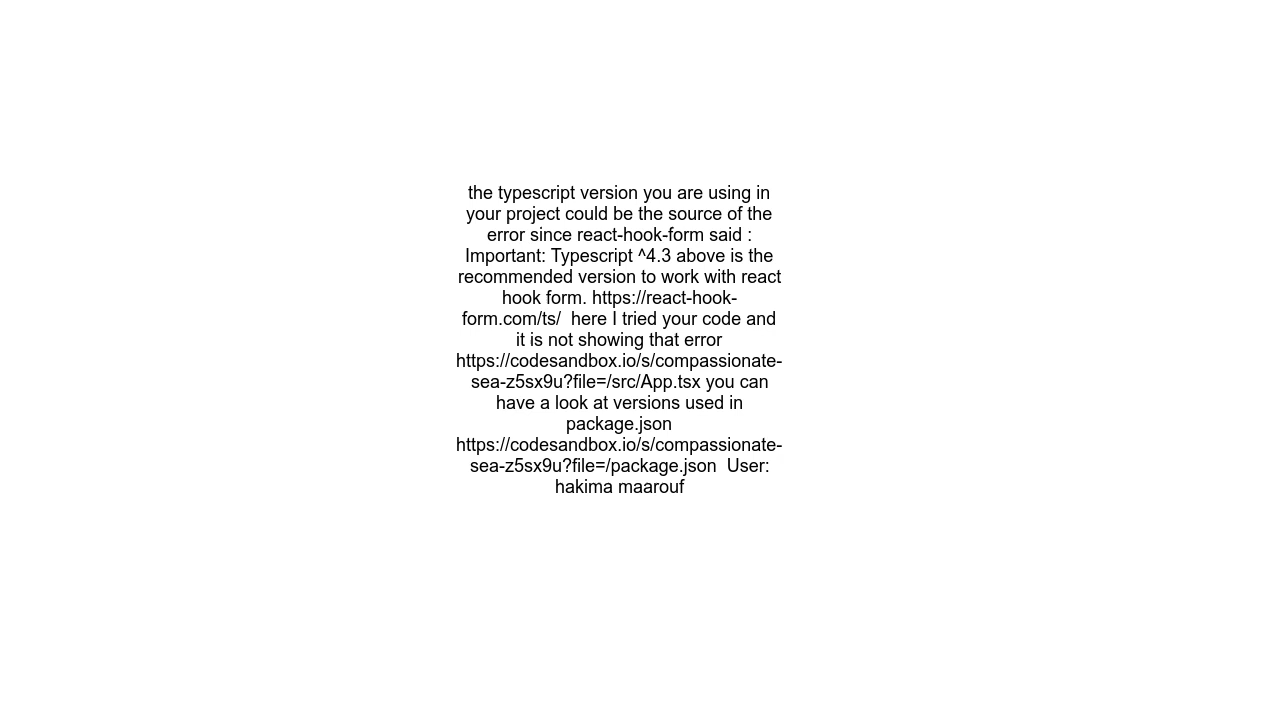 the typescript version you are using in
your project could be the source of the
error since react-hook-form said :
Important: Typescript ^4.3 above is the
recommended version to work with react
hook form. https://react-hook-
form.com/ts/  here I tried your code and
it is not showing that error
https://codesandbox.io/s/compassionate-
sea-z5sx9u?file=/src/App.tsx you can
have a look at versions used in
package.json
https://codesandbox.io/s/compassionate-
sea-z5sx9u?file=/package.json  User:
hakima maarouf